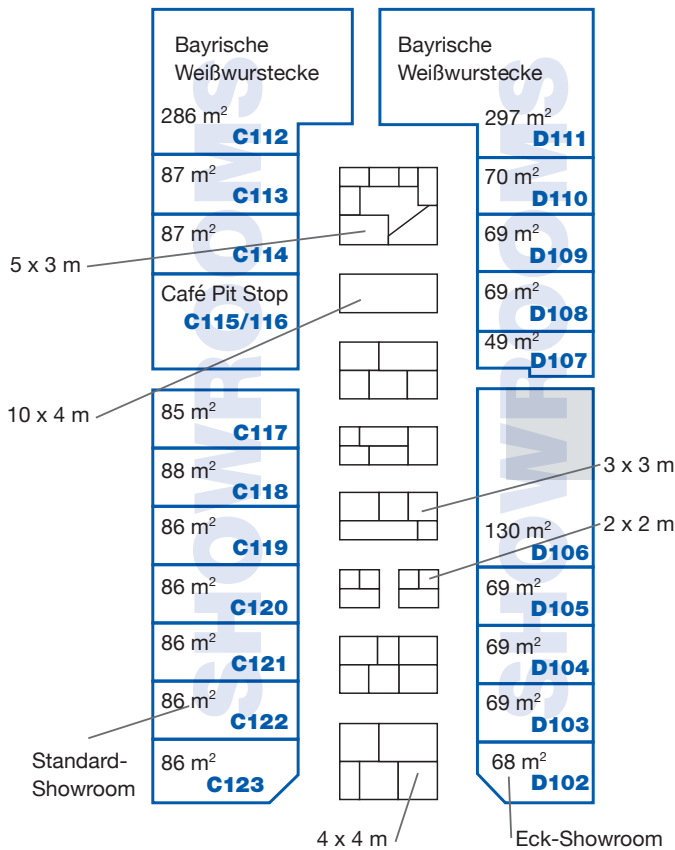 Bayrische
Weißwurstecke
286 m²
C112
87 m²
C113
87 m²
C114
Café Pit Stop
C115/116
85 m²
C117
88 m²
C118
86 m²
C119
86 m²
C120
86 m²
C121
86 m²
C122
86 m²
C123
SHOWROOMS
5 x 3 m
10 x 4 m
Standard-
Showroom
4 x 4 m
3 x 3 m
2 x 2 m
Eck-Showroom
Bayrische
Weißwurstecke
297 m²
D111
70 m²
D110
69 m²
D109
69 m²
D108
49 m²
D107
130 m²
D106
69 m²
D105
69 m²
D104
69 m²
D103
68 m²
D102
SHOWROOMS